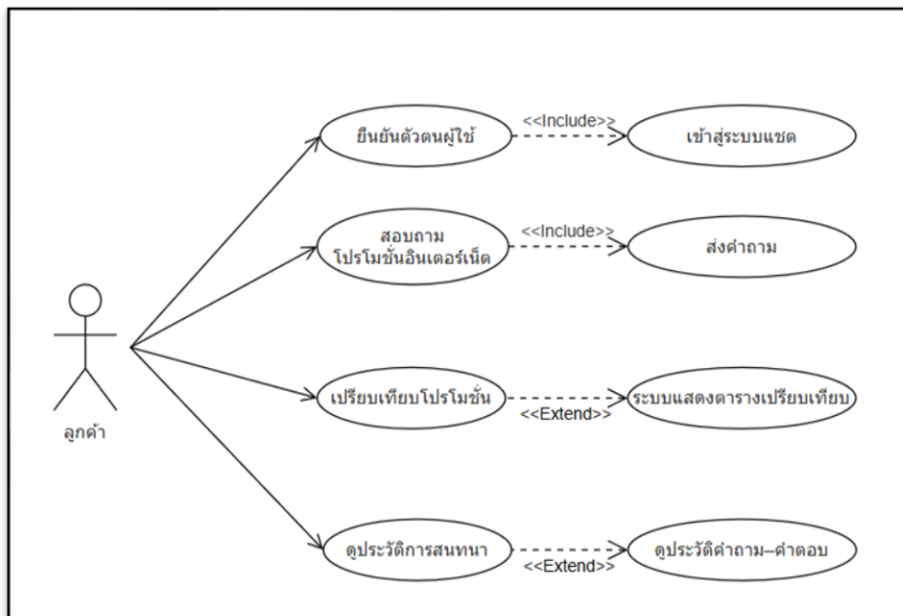 <<Include>>
ยืนยันตัวตนผู้ใช้
เข้าสู่ระบบแชต
<<Include>>
สอบถาม
โปรโมชั่นอินเตอร์เน็ต
ส่งคำถาม
เปรียบเทียบโปรโมชั่น
ระบบแสดงตารางเปรียบเทียบ
<<Extend>>
ลูกค้า
ดูประวัติการสนทนา
ดูประวัติคำถาม–คำตอบ
<<Extend>>